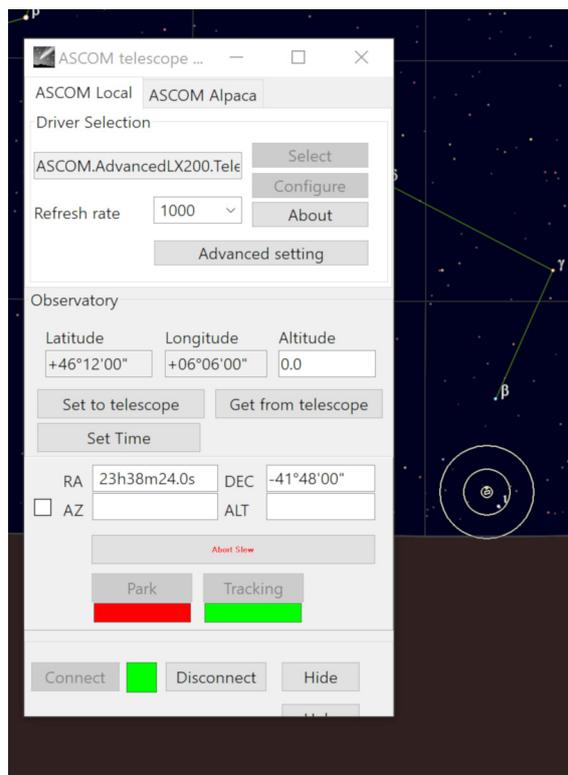 ρ
ASCOM telescope ...
ASCOM Local ASCOM Alpaca
Driver Selection
ASCOM.AdvancedLX200.Tele
Select
Configure
Refresh rate 1000
About
Advanced setting
δ
γ
Observatory
Latitude Longitude Altitude
+46°12'00" +06°06'00" 0.0
Set to telescope Get from telescope
β
Set Time
RA 23h38m24.0s DEC -41°48'00"
AZ ALT
ι
Abort Slew
Park Tracking
Connect Disconnect Hide